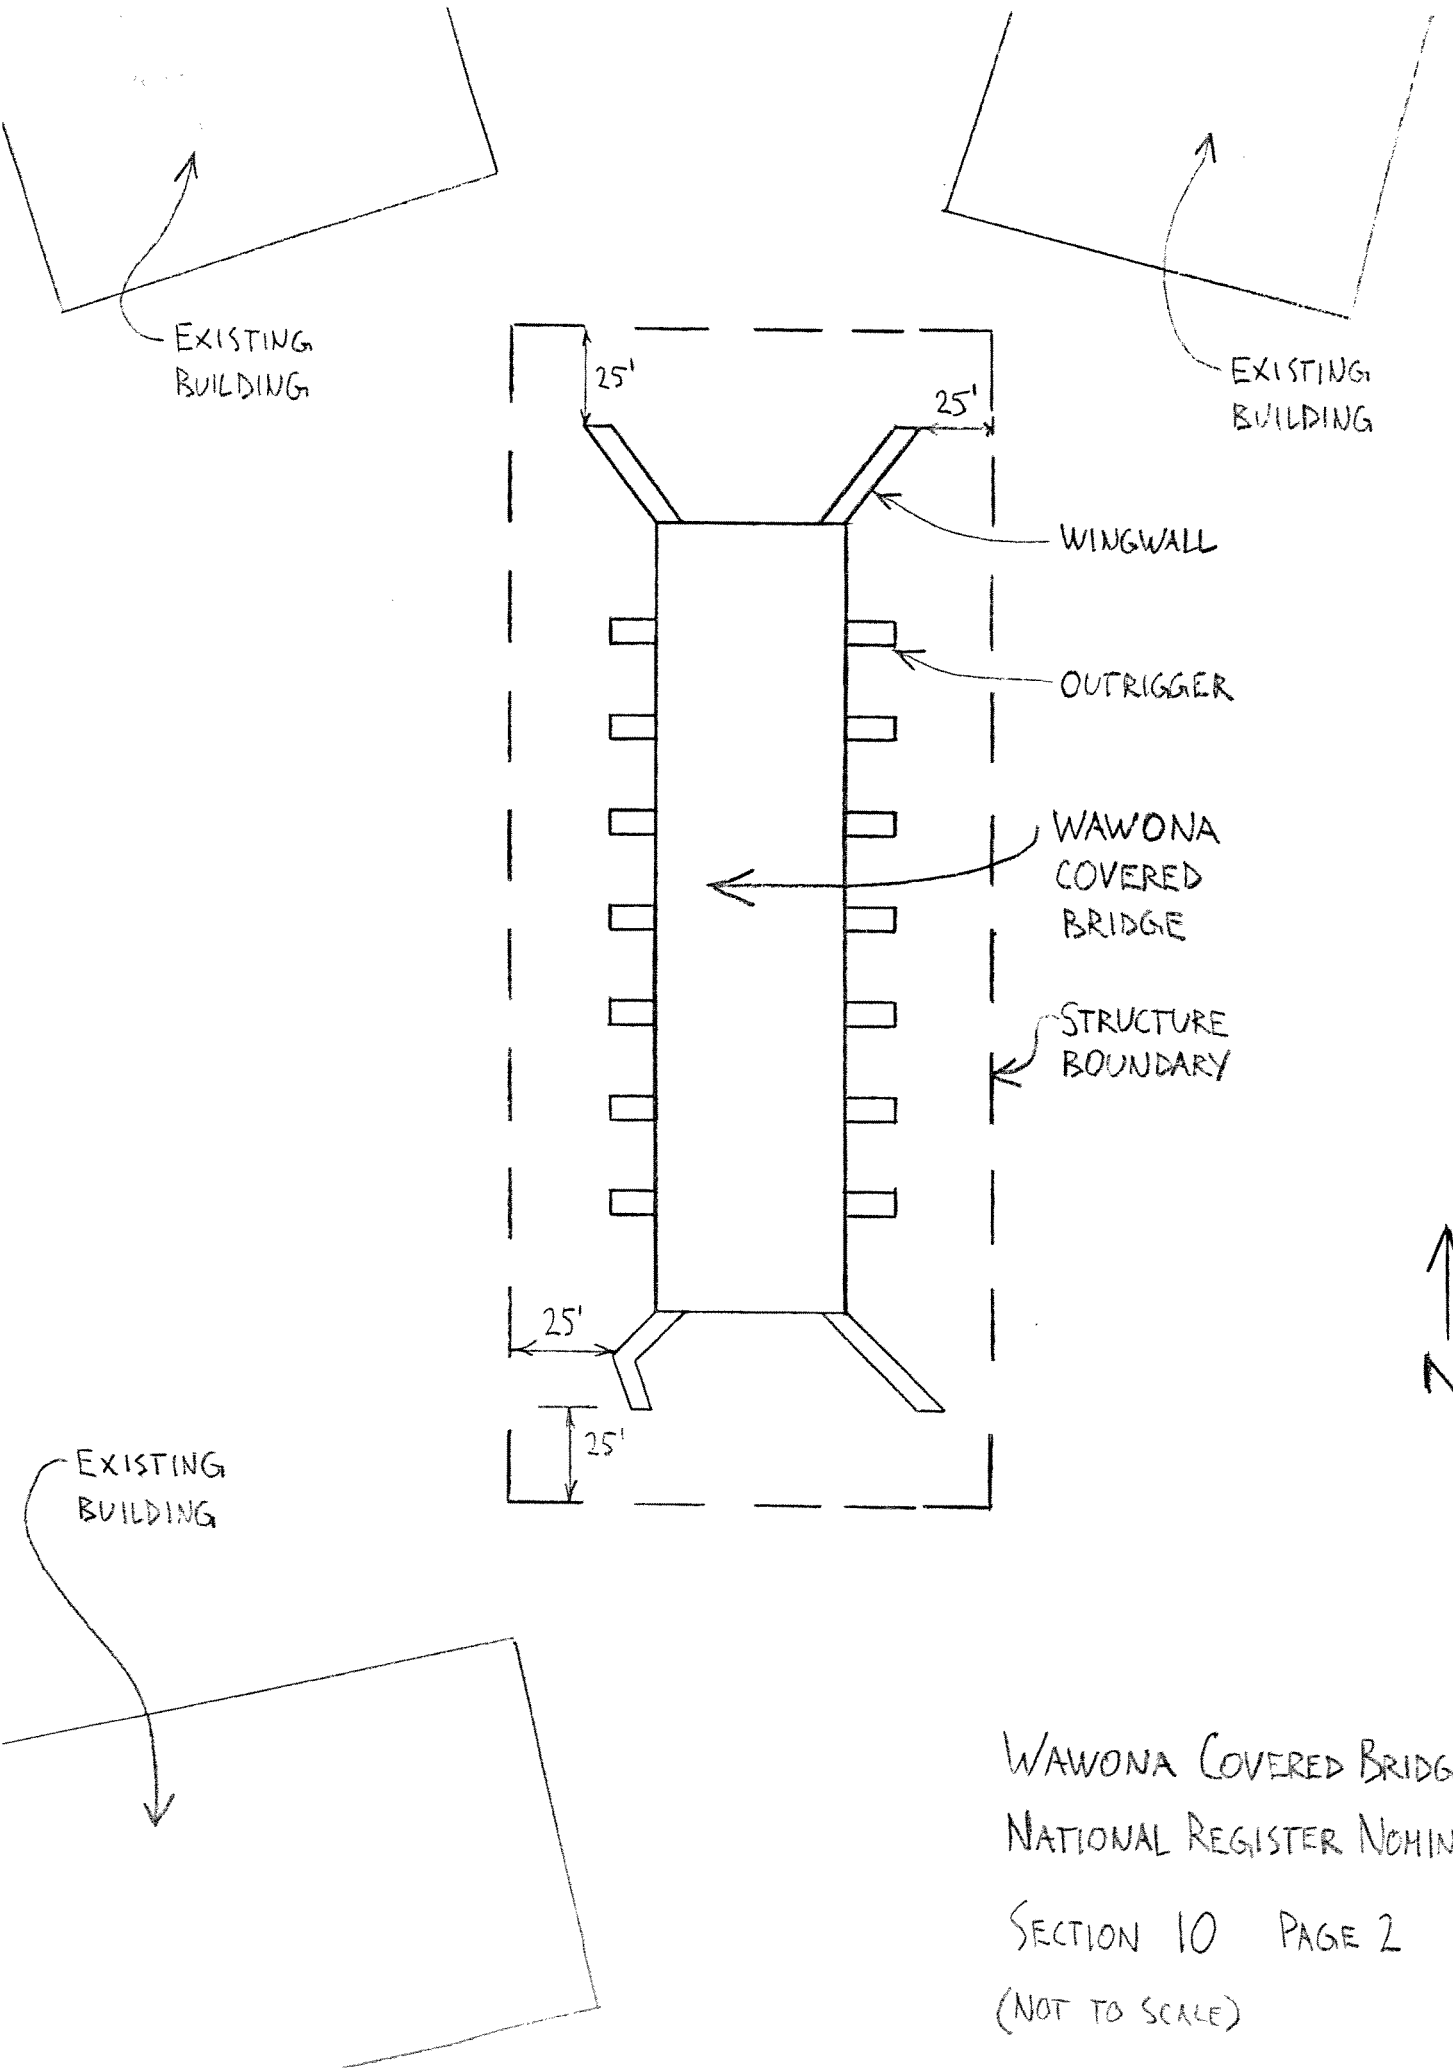 EXISTING
BUILDING
EXISTING
BUILDING
25'
25'
WINGWALL
OUTRIGGER
WAWONA
COVERED
BRIDGE
STRUCTURE
BOUNDARY
25'
25'
N
EXISTING
BUILDING
WAWONA COVERED BRIDG
NATIONAL REGISTER NOMIN
SECTION 10 PAGE 2
(NOT TO SCALE)